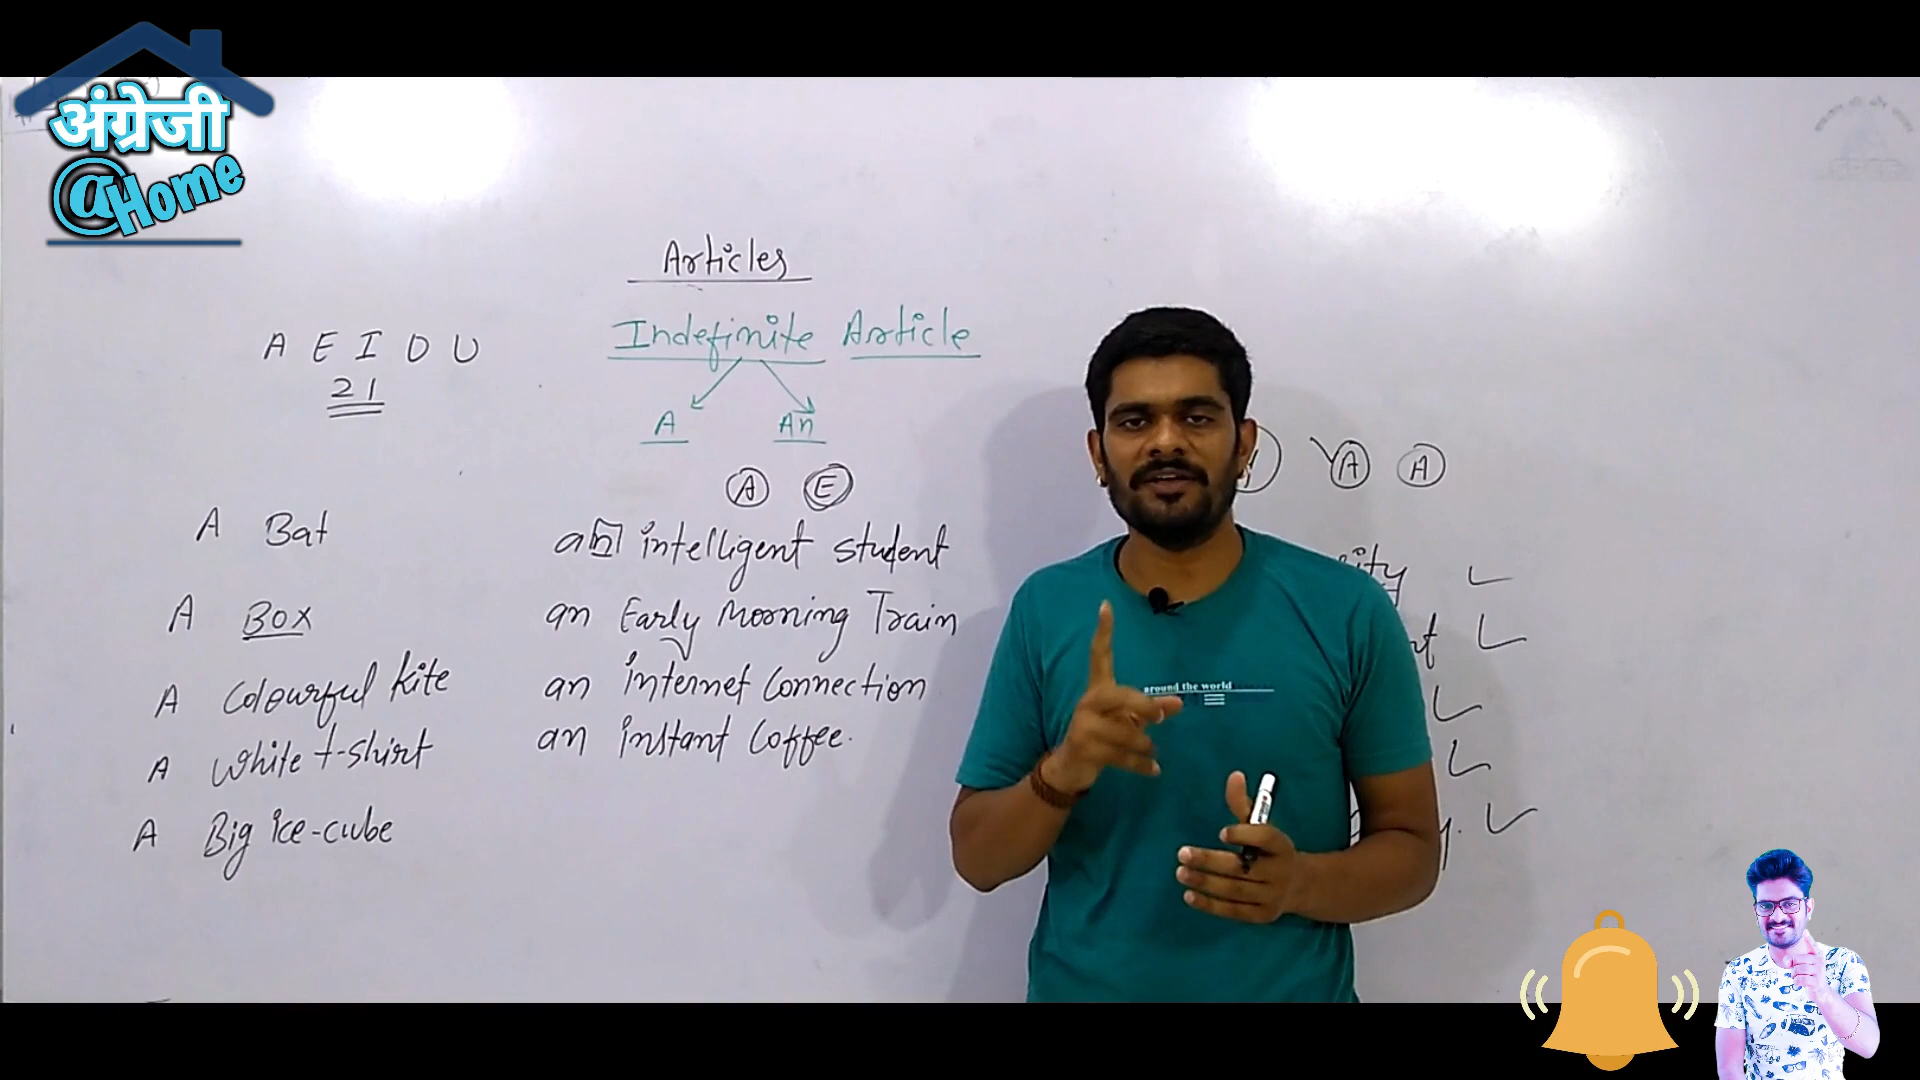 अंग्रेजी
@Home
Articles
Indefinite Article
A E I O U
21
A An
A E
A A
A Bat
A Box
A Colourful kite
A White t-shirt
A Big ice-cube
an intelligent student
an Early Morning Train
an internet Connection
an instant Coffee.
around the world